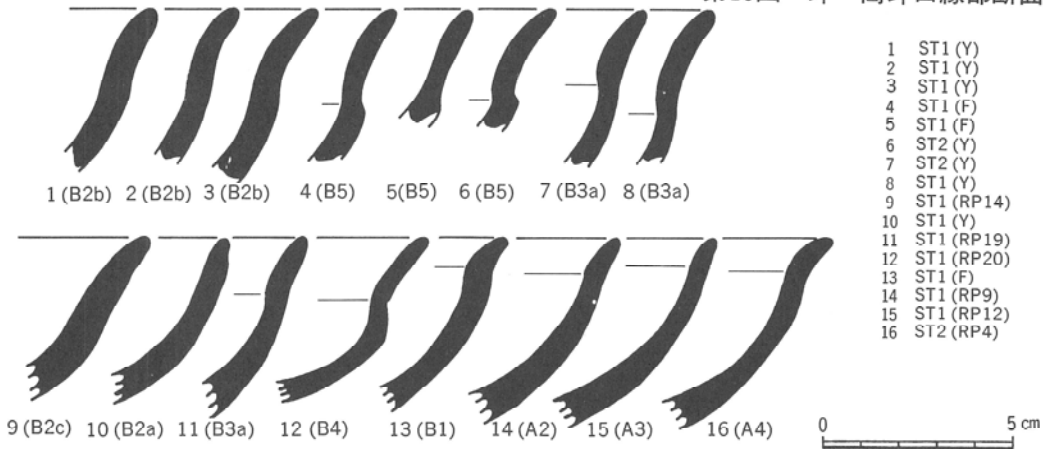 1 (B2b) 2 (B2b) 3 (B2b) 4 (B5) 5(B5) 6 (B5) 7 (B3a) 8 (B3a)
9 (B2c) 10 (B2a) 11 (B3a) 12 (B4) 13 (B1) 14 (A2) 15 (A3) 16 (A4)
1 ST1 (Y)
2 ST1 (Y)
3 ST1 (Y)
4 ST1 (F)
5 ST1 (F)
6 ST2 (Y)
7 ST2 (Y)
8 ST1 (Y)
9 ST1 (RP14)
10 ST1 (Y)
11 ST1 (RP19)
12 ST1 (RP20)
13 ST1 (F)
14 ST1 (RP9)
15 ST1 (RP12)
16 ST2 (RP4)
0 5 cm